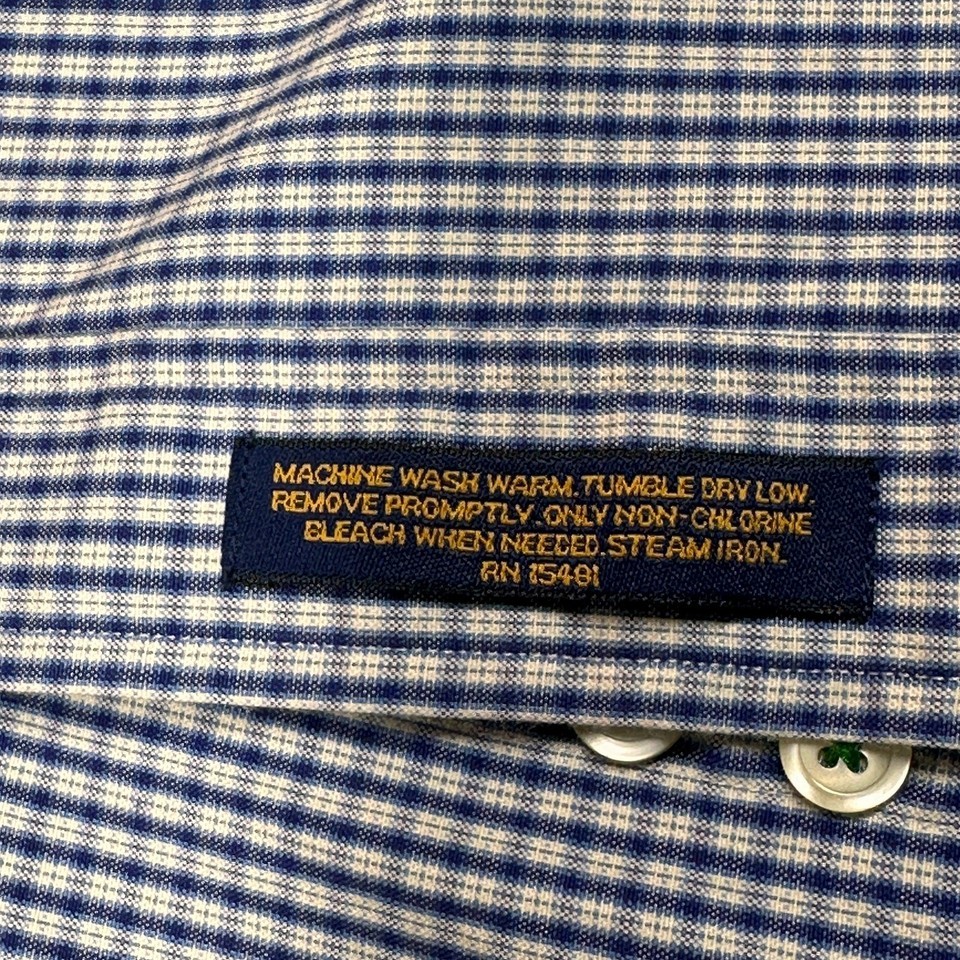 MACHINE WASH WARM. TUMBLE DRY LOW.
REMOVE PROMPTLY. ONLY NON-CHLORINE
BLEACH WHEN NEEDED. STEAM IRON.
RN 15481